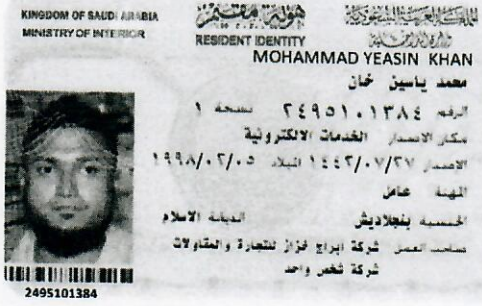 KINGDOM OF SAUDI ARABIA
MINISTRY OF INTERIOR
هوية مقيم
RESIDENT IDENTITY
المملكة العربية السعودية
وزارة الداخلية
MOHAMMAD YEASIN KHAN
محمد ياسين خان
الرقم ٢٤٩٥١٠١٣٨٤ نسخة ١
مكان الاصدار الخدمات الالكترونية
الاصدار ١٤٤٢/٠٧/٢٧ الميلاد ١٩٩٨/٠٢/٠٥
المهنة عامل
الجنسية بنجلاديش الديانة الاسلام
صاحب العمل شركة ابراج فزاز للتجارة والمقاولات
شركة شخص واحد
2495101384